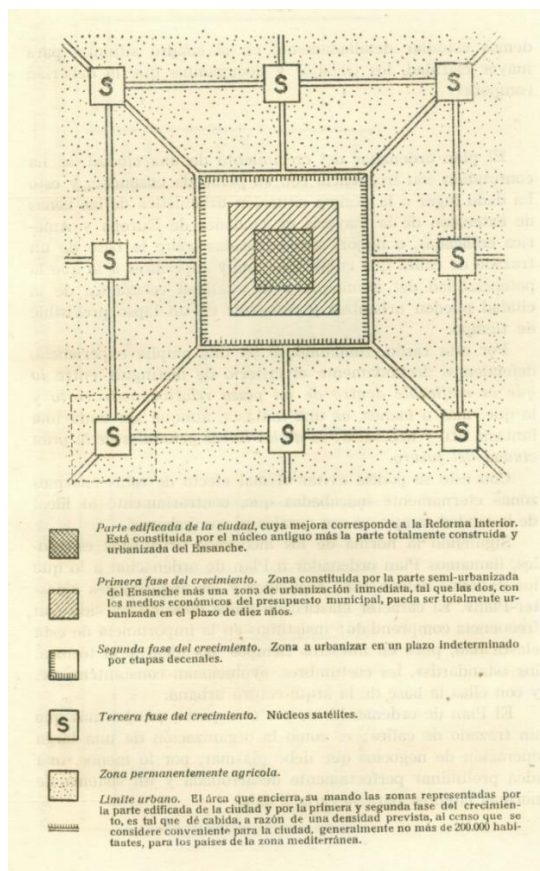 S S S
S S
S S S
Parte edificada de la ciudad, cuya mejora corresponde a la Reforma Interior.
Está constituida por el núcleo antiguo más la parte totalmente construida y
urbanizada del Ensanche.
Primera fase del crecimiento. Zona constituida por la parte semi-urbanizada
del Ensanche más una zona de urbanización inmediata, tal que las dos, con
los medios económicos del presupuesto municipal, pueda ser totalmente ur-
banizada en el plazo de diez años.
Segunda fase del crecimiento. Zona a urbanizar en un plazo indeterminado
por etapas decenales.
S Tercera fase del crecimiento. Núcleos satélites.
Zona permanentemente agrícola.
Límite urbano. El área que encierra, su mando las zonas representadas por
la parte edificada de la ciudad y por la primera y segunda fase del crecimien-
to, es tal que dé cabida, a razón de una densidad prevista, al censo que se
considere conveniente para la ciudad, generalmente no más de 200.000 habi-
tantes, para los países de la zona mediterránea.